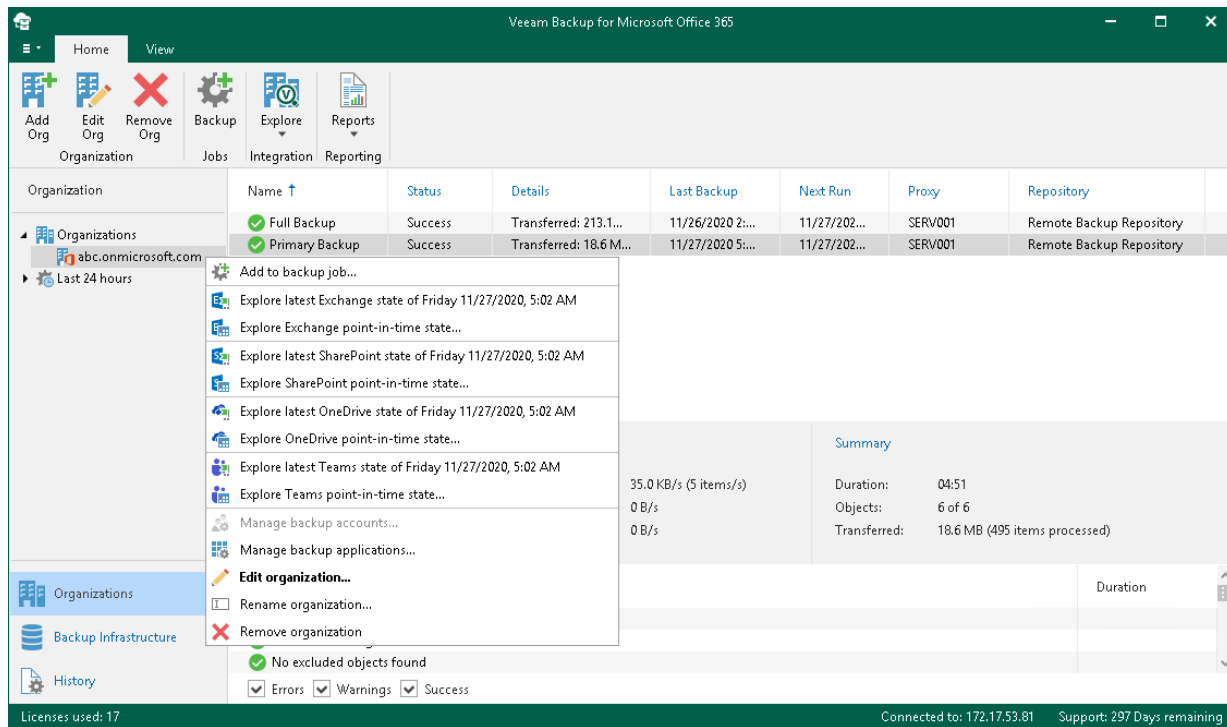 Veeam Backup for Microsoft Office 365
Home View
Add Org
Edit Org
Remove Org
Backup
Explore
Reports
Organization Jobs Integration Reporting
Organization
Name Status Details Last Backup Next Run Proxy Repository
Full Backup Success Transferred: 213.1... 11/26/2020 2:... 11/27/202... SERV001 Remote Backup Repository
Primary Backup Success Transferred: 18.6 M... 11/27/2020 5:... 11/27/202... SERV001 Remote Backup Repository
Organizations
abc.onmicrosoft.com
Last 24 hours
Add to backup job...
Explore latest Exchange state of Friday 11/27/2020, 5:02 AM
Explore Exchange point-in-time state...
Explore latest SharePoint state of Friday 11/27/2020, 5:02 AM
Explore SharePoint point-in-time state...
Explore latest OneDrive state of Friday 11/27/2020, 5:02 AM
Explore OneDrive point-in-time state...
Explore latest Teams state of Friday 11/27/2020, 5:02 AM
Explore Teams point-in-time state...
Manage backup accounts...
Manage backup applications...
Edit organization...
Rename organization...
Remove organization
35.0 KB/s (5 items/s)
0 B/s
0 B/s
Summary
Duration: 04:51
Objects: 6 of 6
Transferred: 18.6 MB (495 items processed)
Duration
No excluded objects found
Errors Warnings Success
Organizations
Backup Infrastructure
History
Licenses used: 17 Connected to: 172.17.53.81 Support: 297 Days remaining